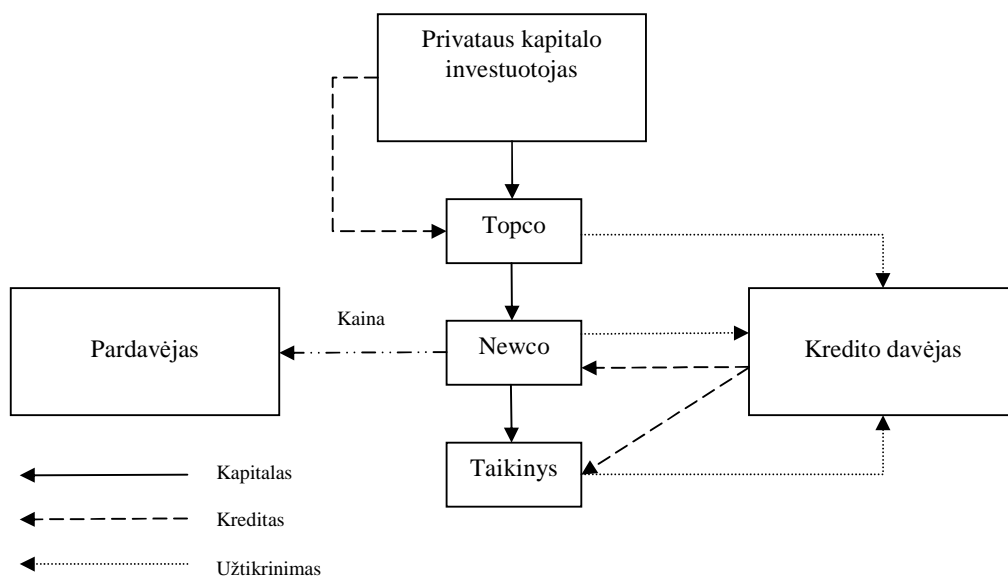 Privataus kapitalo
investuotojas
Topco
Kaina
Pardavėjas
Newco
Kredito davėjas
Taikinys
Kapitalas
Kreditas
Užtikrinimas